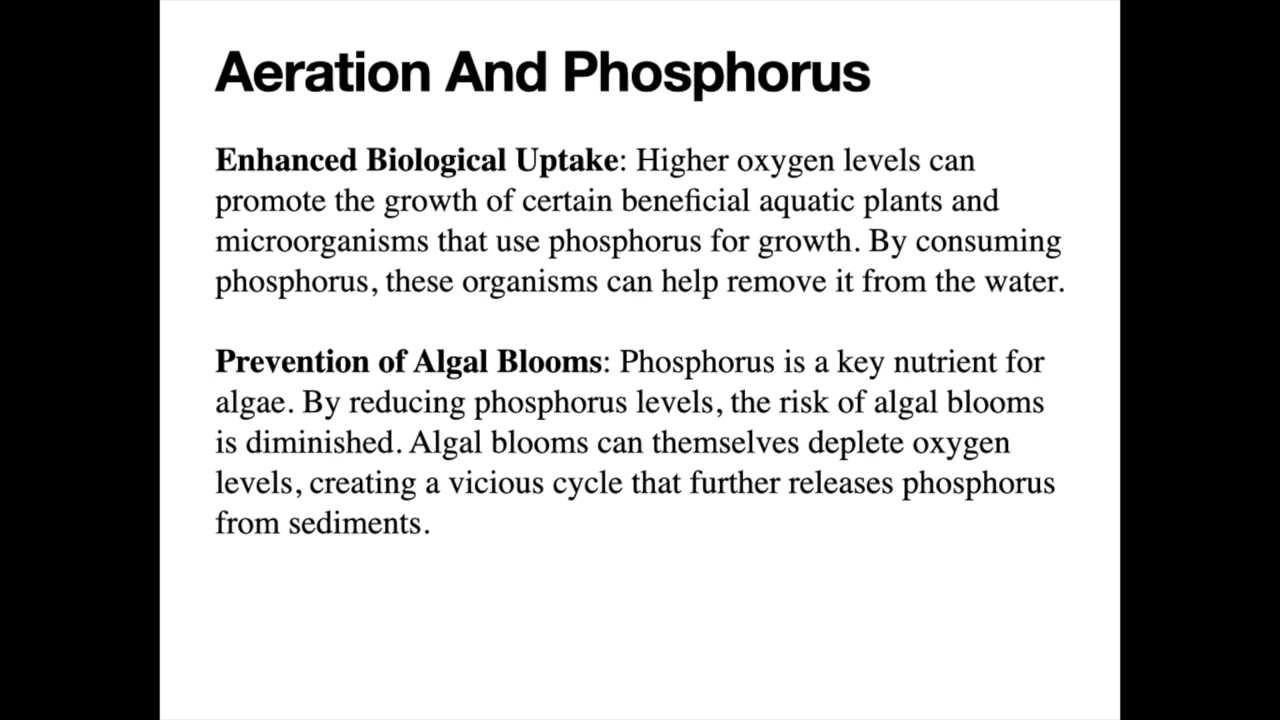 Aeration And Phosphorus
Enhanced Biological Uptake: Higher oxygen levels can
promote the growth of certain beneficial aquatic plants and
microorganisms that use phosphorus for growth. By consuming
phosphorus, these organisms can help remove it from the water.
Prevention of Algal Blooms: Phosphorus is a key nutrient for
algae. By reducing phosphorus levels, the risk of algal blooms
is diminished. Algal blooms can themselves deplete oxygen
levels, creating a vicious cycle that further releases phosphorus
from sediments.